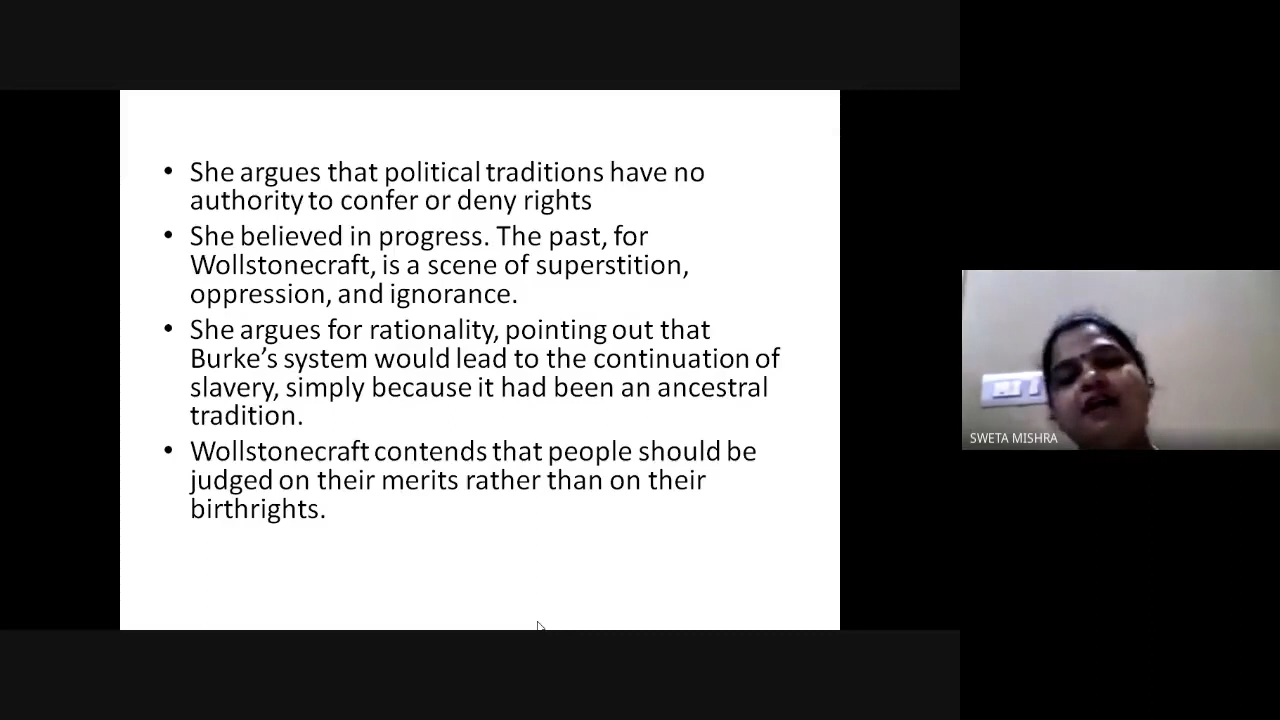 • She argues that political traditions have no
authority to confer or deny rights
• She believed in progress. The past, for
Wollstonecraft, is a scene of superstition,
oppression, and ignorance.
• She argues for rationality, pointing out that
Burke’s system would lead to the continuation of
slavery, simply because it had been an ancestral
tradition.
• Wollstonecraft contends that people should be
judged on their merits rather than on their
birthrights.
SWETA MISHRA